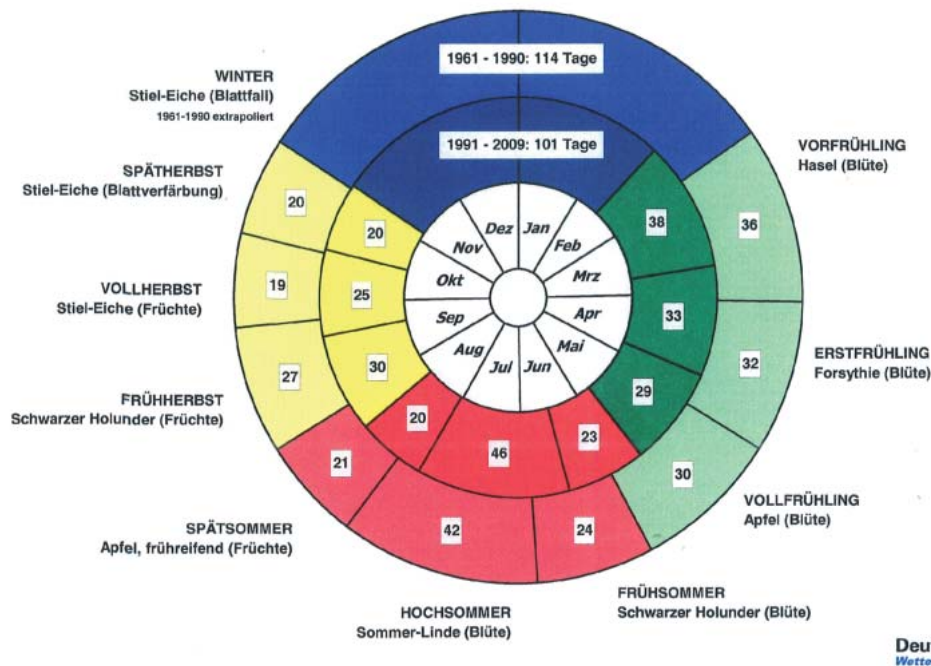 1961 - 1990: 114 Tage
1991 - 2009: 101 Tage
WINTER
Stiel-Eiche (Blattfall)
1961-1990 extrapoliert
SPÄTHERBST
Stiel-Eiche (Blattverfärbung)
VOLLHERBST
Stiel-Eiche (Früchte)
FRÜHHERBST
Schwarzer Holunder (Früchte)
SPÄTSOMMER
Apfel, frühreifend (Früchte)
HOCHSOMMER
Sommer-Linde (Blüte)
FRÜHSOMMER
Schwarzer Holunder (Blüte)
VOLLFRÜHLING
Apfel (Blüte)
ERSTFRÜHLING
Forsythie (Blüte)
VORFRÜHLING
Hasel (Blüte)
36
32
30
24
42
21
27
19
20
38
33
29
23
46
20
30
25
20
Jan
Feb
Mrz
Apr
Mai
Jun
Jul
Aug
Sep
Okt
Nov
Dez
Deu
Wette